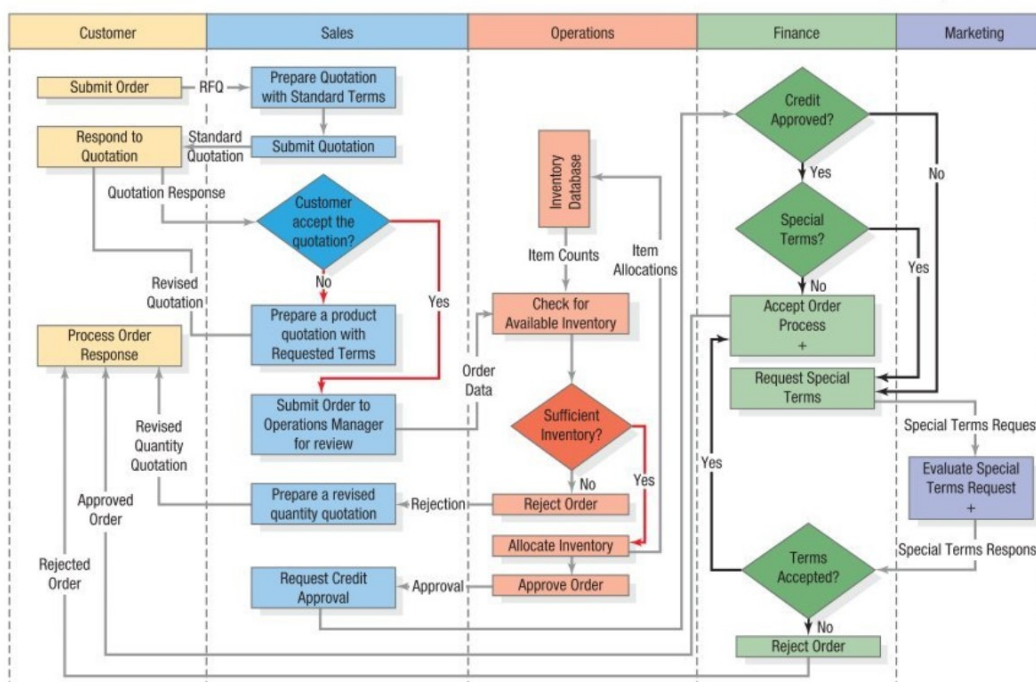 Customer
Sales
Operations
Finance
Marketing
Submit Order
RFQ
Prepare Quotation
with Standard Terms
Credit
Approved?
Respond to
Quotation
Standard
Quotation
Submit Quotation
Inventory
Database
Yes
No
Quotation Response
Customer
accept the
quotation?
Special
Terms?
Item Counts
Item
Allocations
Yes
No
Revised
Quotation
No
Yes
Prepare a product
quotation with
Requested Terms
Check for
Available Inventory
Accept Order
Process
+
Process Order
Response
Order
Data
Request Special
Terms
Submit Order to
Operations Manager
for review
Sufficient
Inventory?
Special Terms Reques
Revised
Quantity
Quotation
Yes
Evaluate Special
Terms Request
+
No
Yes
Approved
Order
Prepare a revised
quantity quotation
Rejection
Reject Order
Special Terms Respons
Rejected
Order
Allocate Inventory
Terms
Accepted?
Request Credit
Approval
Approval
Approve Order
No
Reject Order